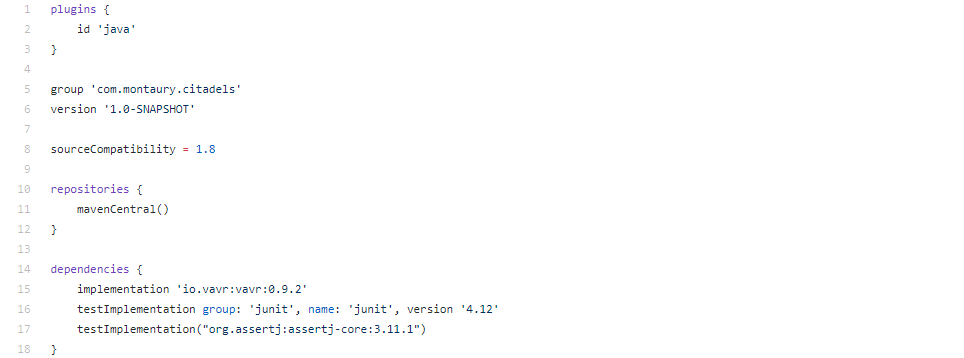 1 plugins {
2     id 'java'
3 }
4
5 group 'com.montaury.citadels'
6 version '1.0-SNAPSHOT'
7
8 sourceCompatibility = 1.8
9
10 repositories {
11     mavenCentral()
12 }
13
14 dependencies {
15     implementation 'io.vavr:vavr:0.9.2'
16     testImplementation group: 'junit', name: 'junit', version '4.12'
17     testImplementation("org.assertj:assertj-core:3.11.1")
18 }